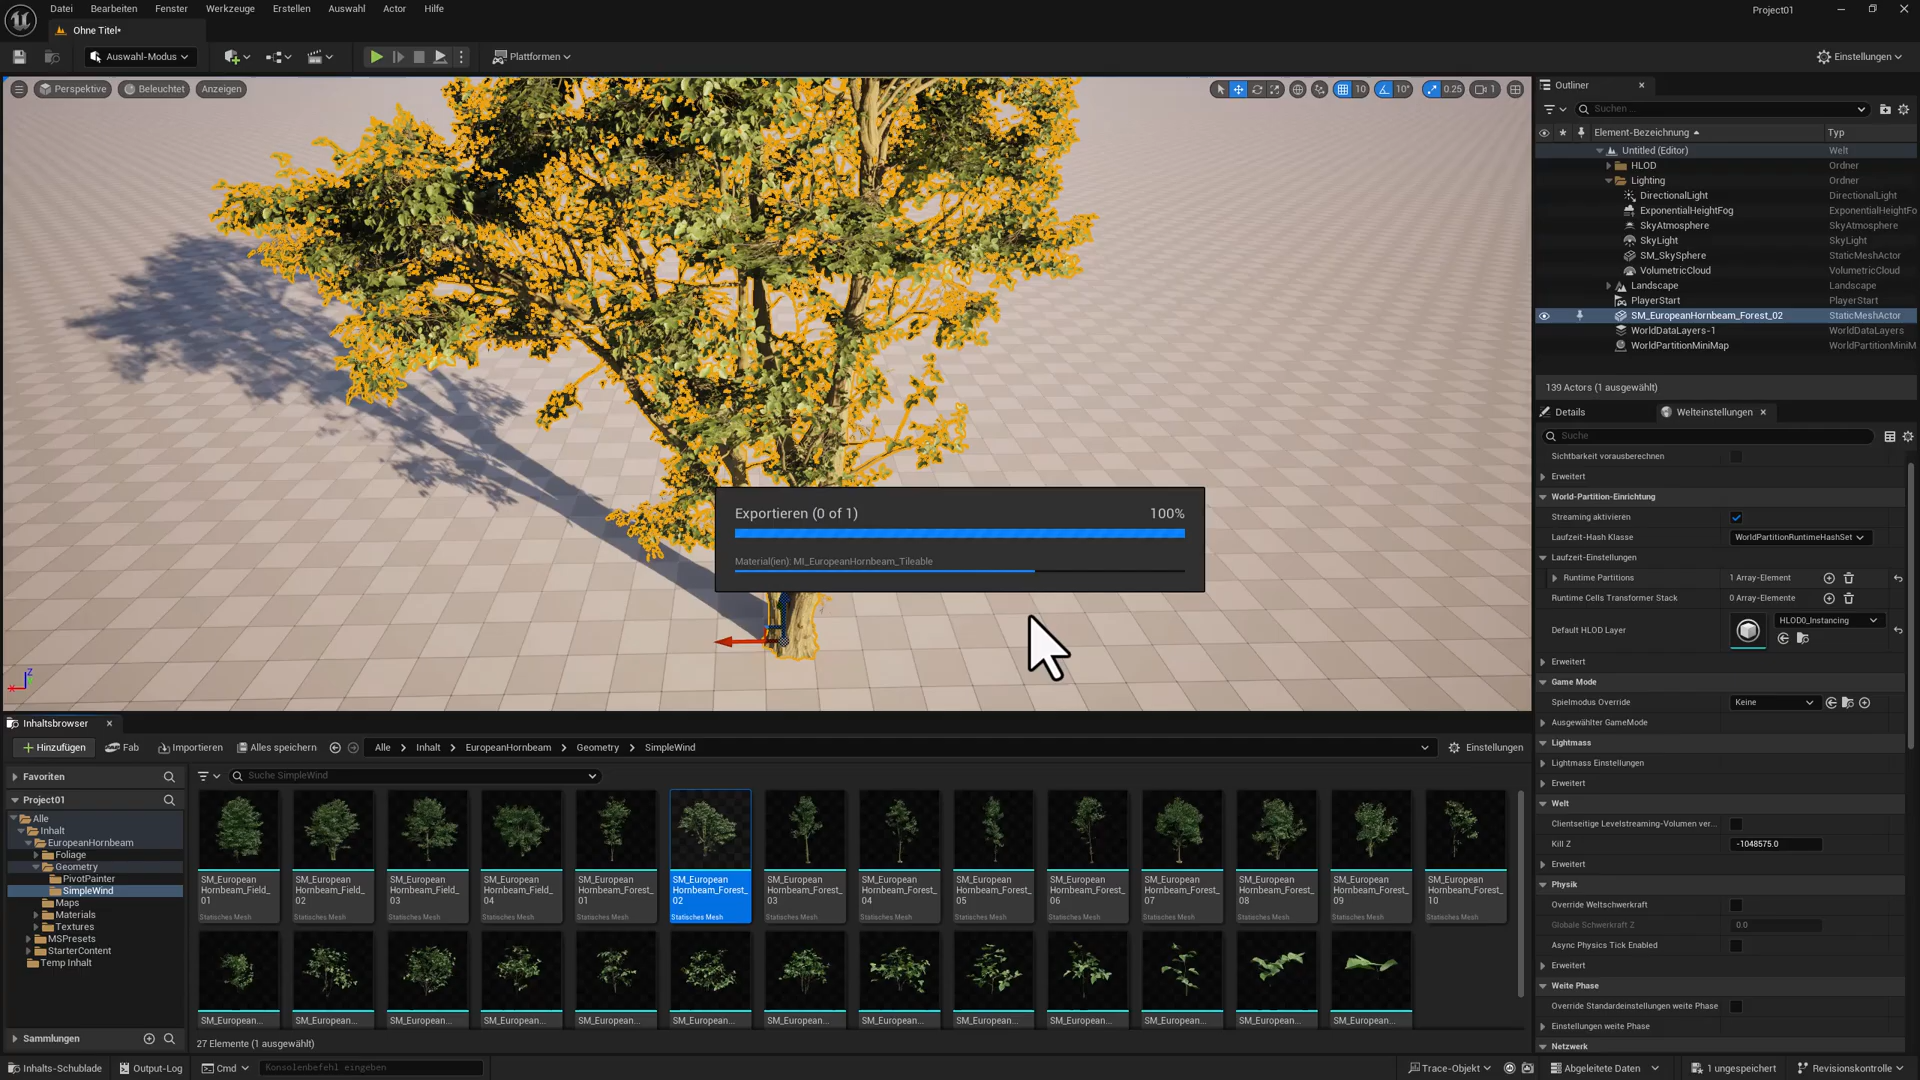 Datei Bearbeiten Fenster Werkzeuge Erstellen Auswahl Actor Hilfe
Project01
Ohne Titel*
Auswahl-Modus
Plattformen
Einstellungen
Perspektive Beleuchtet Anzeigen
10 10° 0.25 1
Outliner
Suchen ...
Element-Bezeichnung Typ
Untitled (Editor) Welt
HLOD Ordner
Lighting Ordner
DirectionalLight DirectionalLight
ExponentialHeightFog ExponentialHeightFo
SkyAtmosphere SkyAtmosphere
SkyLight SkyLight
SM_SkySphere StaticMeshActor
VolumetricCloud VolumetricCloud
Landscape Landscape
PlayerStart PlayerStart
SM_EuropeanHornbeam_Forest_02 StaticMeshActor
WorldDataLayers-1 WorldDataLayers
WorldPartitionMiniMap WorldPartitionMiniM
139 Actors (1 ausgewählt)
Details Welteinstellungen
Suche
Sichtbarkeit vorausberechnen
Erweitert
World-Partition-Einrichtung
Streaming aktivieren
Laufzeit-Hash Klasse WorldPartitionRuntimeHashSet
Laufzeit-Einstellungen
Runtime Partitions 1 Array-Element
Runtime Cells Transformer Stack 0 Array-Elemente
Default HLOD Layer HLOD0_Instancing
Erweitert
Game Mode
Spielmodus Override Keine
Ausgewählter GameMode
Lightmass
Lightmass Einstellungen
Erweitert
Welt
Clientseitige Levelstreaming-Volumen ver...
Kill Z -1048575.0
Erweitert
Physik
Override Weltschwerkraft
Globale Schwerkraft Z 0.0
Async Physics Tick Enabled
Erweitert
Weite Phase
Override Standardeinstellungen weite Phase
Einstellungen weite Phase
Netzwerk
Exportieren (0 of 1) 100%
Material(ien): MI_EuropeanHornbeam_Tileable
Z
X
Inhaltsbrowser
Hinzufügen Fab Importieren Alles speichern Alle Inhalt EuropeanHornbeam Geometry SimpleWind Einstellungen
Favoriten
Project01
Alle
Inhalt
EuropeanHornbeam
Foliage
Geometry
PivotPainter
SimpleWind
Maps
Materials
Textures
MSPresets
StarterContent
Temp Inhalt
Sammlungen
Suche SimpleWind
SM_European Hornbeam_Field_ 01 Statisches Mesh
SM_European Hornbeam_Field_ 02 Statisches Mesh
SM_European Hornbeam_Field_ 03 Statisches Mesh
SM_European Hornbeam_Field_ 04 Statisches Mesh
SM_European Hornbeam_Forest_ 01 Statisches Mesh
SM_European Hornbeam_Forest_ 02 Statisches Mesh
SM_European Hornbeam_Forest_ 03 Statisches Mesh
SM_European Hornbeam_Forest_ 04 Statisches Mesh
SM_European Hornbeam_Forest_ 05 Statisches Mesh
SM_European Hornbeam_Forest_ 06 Statisches Mesh
SM_European Hornbeam_Forest_ 07 Statisches Mesh
SM_European Hornbeam_Forest_ 08 Statisches Mesh
SM_European Hornbeam_Forest_ 09 Statisches Mesh
SM_European Hornbeam_Forest_ 10 Statisches Mesh
SM_European... SM_European... SM_European... SM_European... SM_European... SM_European... SM_European... SM_European... SM_European... SM_European... SM_European... SM_European... SM_European...
27 Elemente (1 ausgewählt)
Inhalts-Schublade Output-Log Cmd Konsolenbefehl eingeben Trace-Objekt Abgeleitete Daten 1 ungespeichert Revisionskontrolle